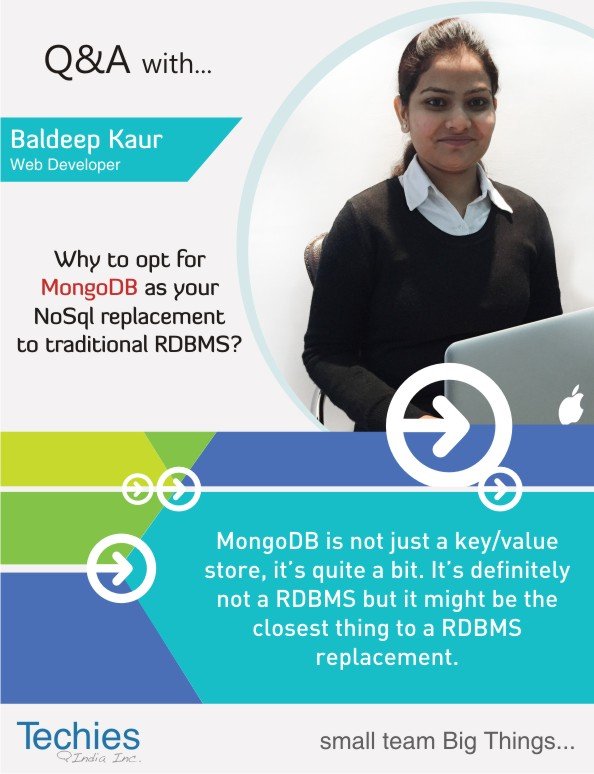 Q&A with...
Baldeep Kaur
Web Developer
Why to opt for
MongoDB as your
NoSql replacement
to traditional RDBMS?
MongoDB is not just a key/value
store, it's quite a bit. It's definitely
not a RDBMS but it might be the
closest thing to a RDBMS
replacement.
Techies
India Inc.
small team Big Things...